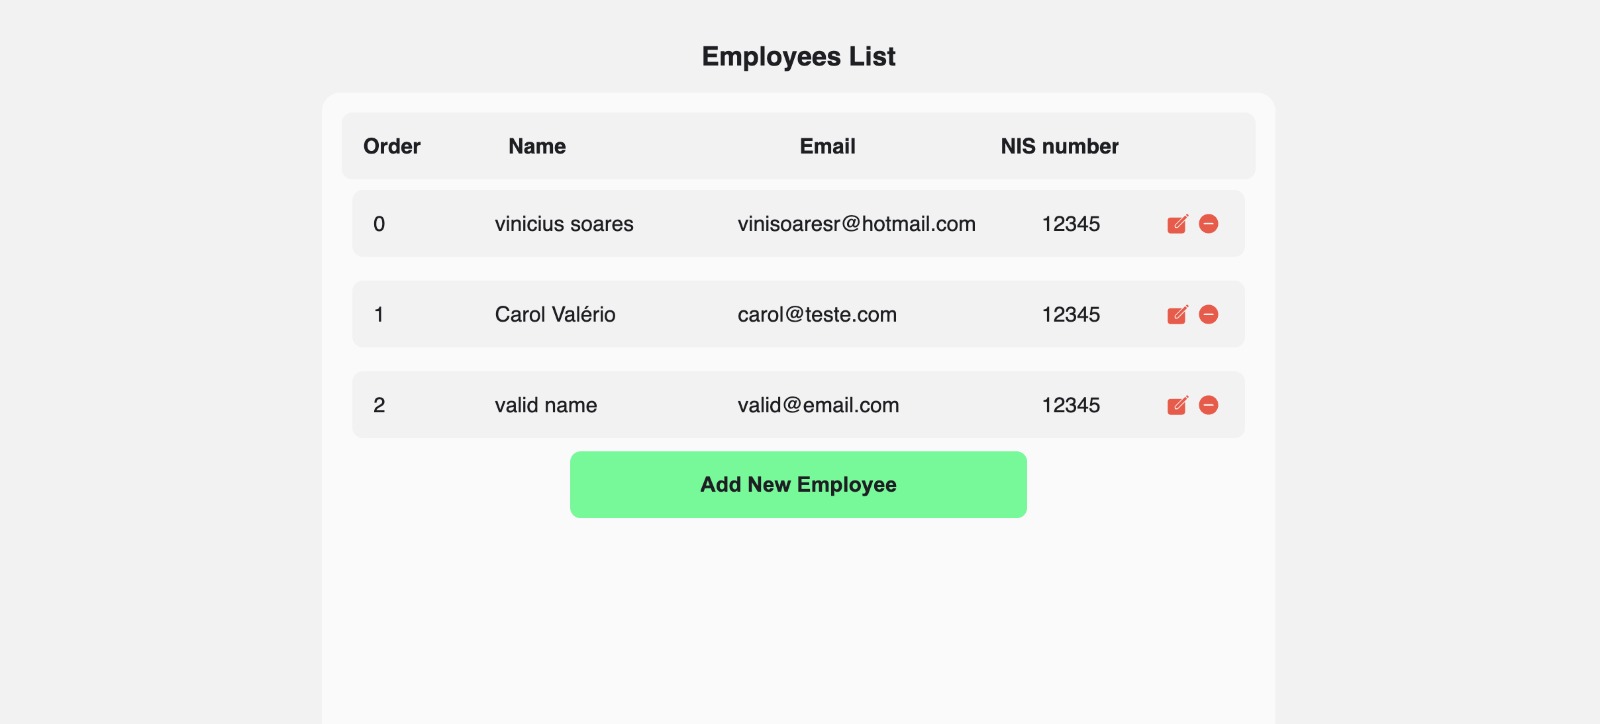 Employees List
Order Name Email NIS number
0 vinicius soares vinisoaresr@hotmail.com 12345
1 Carol Valério carol@teste.com 12345
2 valid name valid@email.com 12345
Add New Employee